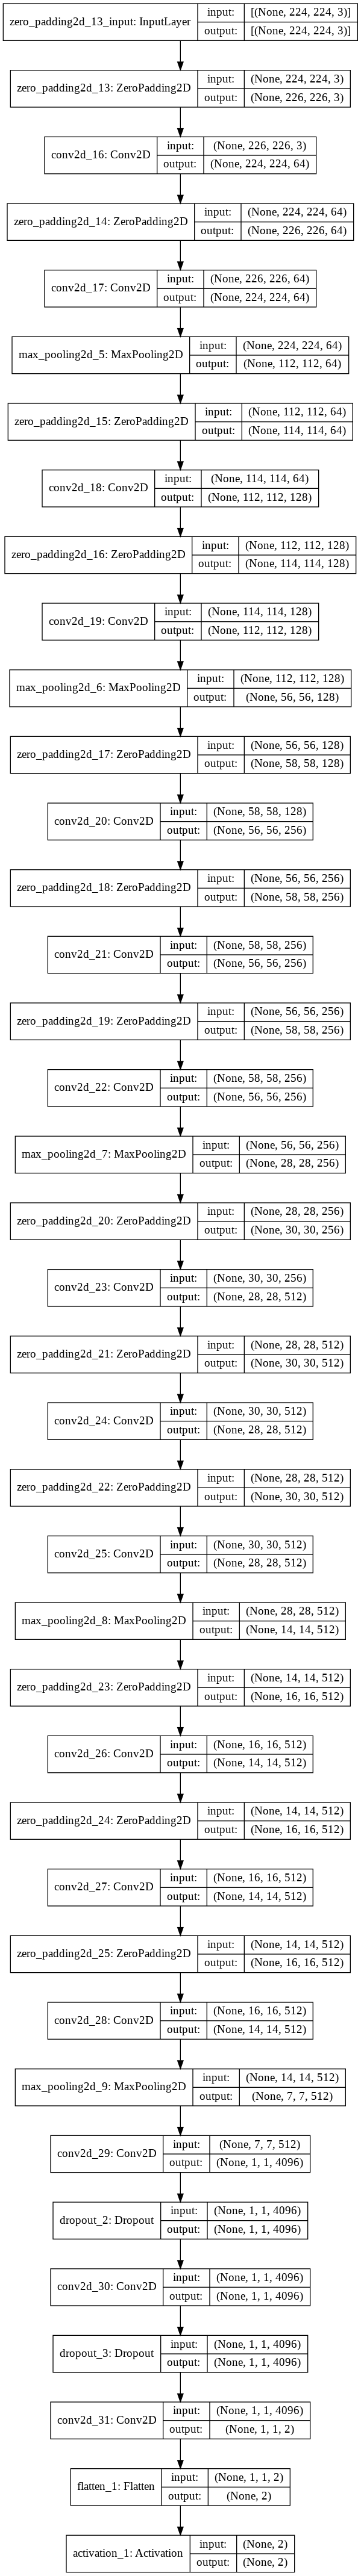 zero_padding2d_13_input: InputLayer
input: [(None, 224, 224, 3)]
output: [(None, 224, 224, 3)]
zero_padding2d_13: ZeroPadding2D
input: (None, 224, 224, 3)
output: (None, 226, 226, 3)
conv2d_16: Conv2D
input: (None, 226, 226, 3)
output: (None, 224, 224, 64)
zero_padding2d_14: ZeroPadding2D
input: (None, 224, 224, 64)
output: (None, 226, 226, 64)
conv2d_17: Conv2D
input: (None, 226, 226, 64)
output: (None, 224, 224, 64)
max_pooling2d_5: MaxPooling2D
input: (None, 224, 224, 64)
output: (None, 112, 112, 64)
zero_padding2d_15: ZeroPadding2D
input: (None, 112, 112, 64)
output: (None, 114, 114, 64)
conv2d_18: Conv2D
input: (None, 114, 114, 64)
output: (None, 112, 112, 128)
zero_padding2d_16: ZeroPadding2D
input: (None, 112, 112, 128)
output: (None, 114, 114, 128)
conv2d_19: Conv2D
input: (None, 114, 114, 128)
output: (None, 112, 112, 128)
max_pooling2d_6: MaxPooling2D
input: (None, 112, 112, 128)
output: (None, 56, 56, 128)
zero_padding2d_17: ZeroPadding2D
input: (None, 56, 56, 128)
output: (None, 58, 58, 128)
conv2d_20: Conv2D
input: (None, 58, 58, 128)
output: (None, 56, 56, 256)
zero_padding2d_18: ZeroPadding2D
input: (None, 56, 56, 256)
output: (None, 58, 58, 256)
conv2d_21: Conv2D
input: (None, 58, 58, 256)
output: (None, 56, 56, 256)
zero_padding2d_19: ZeroPadding2D
input: (None, 56, 56, 256)
output: (None, 58, 58, 256)
conv2d_22: Conv2D
input: (None, 58, 58, 256)
output: (None, 56, 56, 256)
max_pooling2d_7: MaxPooling2D
input: (None, 56, 56, 256)
output: (None, 28, 28, 256)
zero_padding2d_20: ZeroPadding2D
input: (None, 28, 28, 256)
output: (None, 30, 30, 256)
conv2d_23: Conv2D
input: (None, 30, 30, 256)
output: (None, 28, 28, 512)
zero_padding2d_21: ZeroPadding2D
input: (None, 28, 28, 512)
output: (None, 30, 30, 512)
conv2d_24: Conv2D
input: (None, 30, 30, 512)
output: (None, 28, 28, 512)
zero_padding2d_22: ZeroPadding2D
input: (None, 28, 28, 512)
output: (None, 30, 30, 512)
conv2d_25: Conv2D
input: (None, 30, 30, 512)
output: (None, 28, 28, 512)
max_pooling2d_8: MaxPooling2D
input: (None, 28, 28, 512)
output: (None, 14, 14, 512)
zero_padding2d_23: ZeroPadding2D
input: (None, 14, 14, 512)
output: (None, 16, 16, 512)
conv2d_26: Conv2D
input: (None, 16, 16, 512)
output: (None, 14, 14, 512)
zero_padding2d_24: ZeroPadding2D
input: (None, 14, 14, 512)
output: (None, 16, 16, 512)
conv2d_27: Conv2D
input: (None, 16, 16, 512)
output: (None, 14, 14, 512)
zero_padding2d_25: ZeroPadding2D
input: (None, 14, 14, 512)
output: (None, 16, 16, 512)
conv2d_28: Conv2D
input: (None, 16, 16, 512)
output: (None, 14, 14, 512)
max_pooling2d_9: MaxPooling2D
input: (None, 14, 14, 512)
output: (None, 7, 7, 512)
conv2d_29: Conv2D
input: (None, 7, 7, 512)
output: (None, 1, 1, 4096)
dropout_2: Dropout
input: (None, 1, 1, 4096)
output: (None, 1, 1, 4096)
conv2d_30: Conv2D
input: (None, 1, 1, 4096)
output: (None, 1, 1, 4096)
dropout_3: Dropout
input: (None, 1, 1, 4096)
output: (None, 1, 1, 4096)
conv2d_31: Conv2D
input: (None, 1, 1, 4096)
output: (None, 1, 1, 2)
flatten_1: Flatten
input: (None, 1, 1, 2)
output: (None, 2)
activation_1: Activation
input: (None, 2)
output: (None, 2)